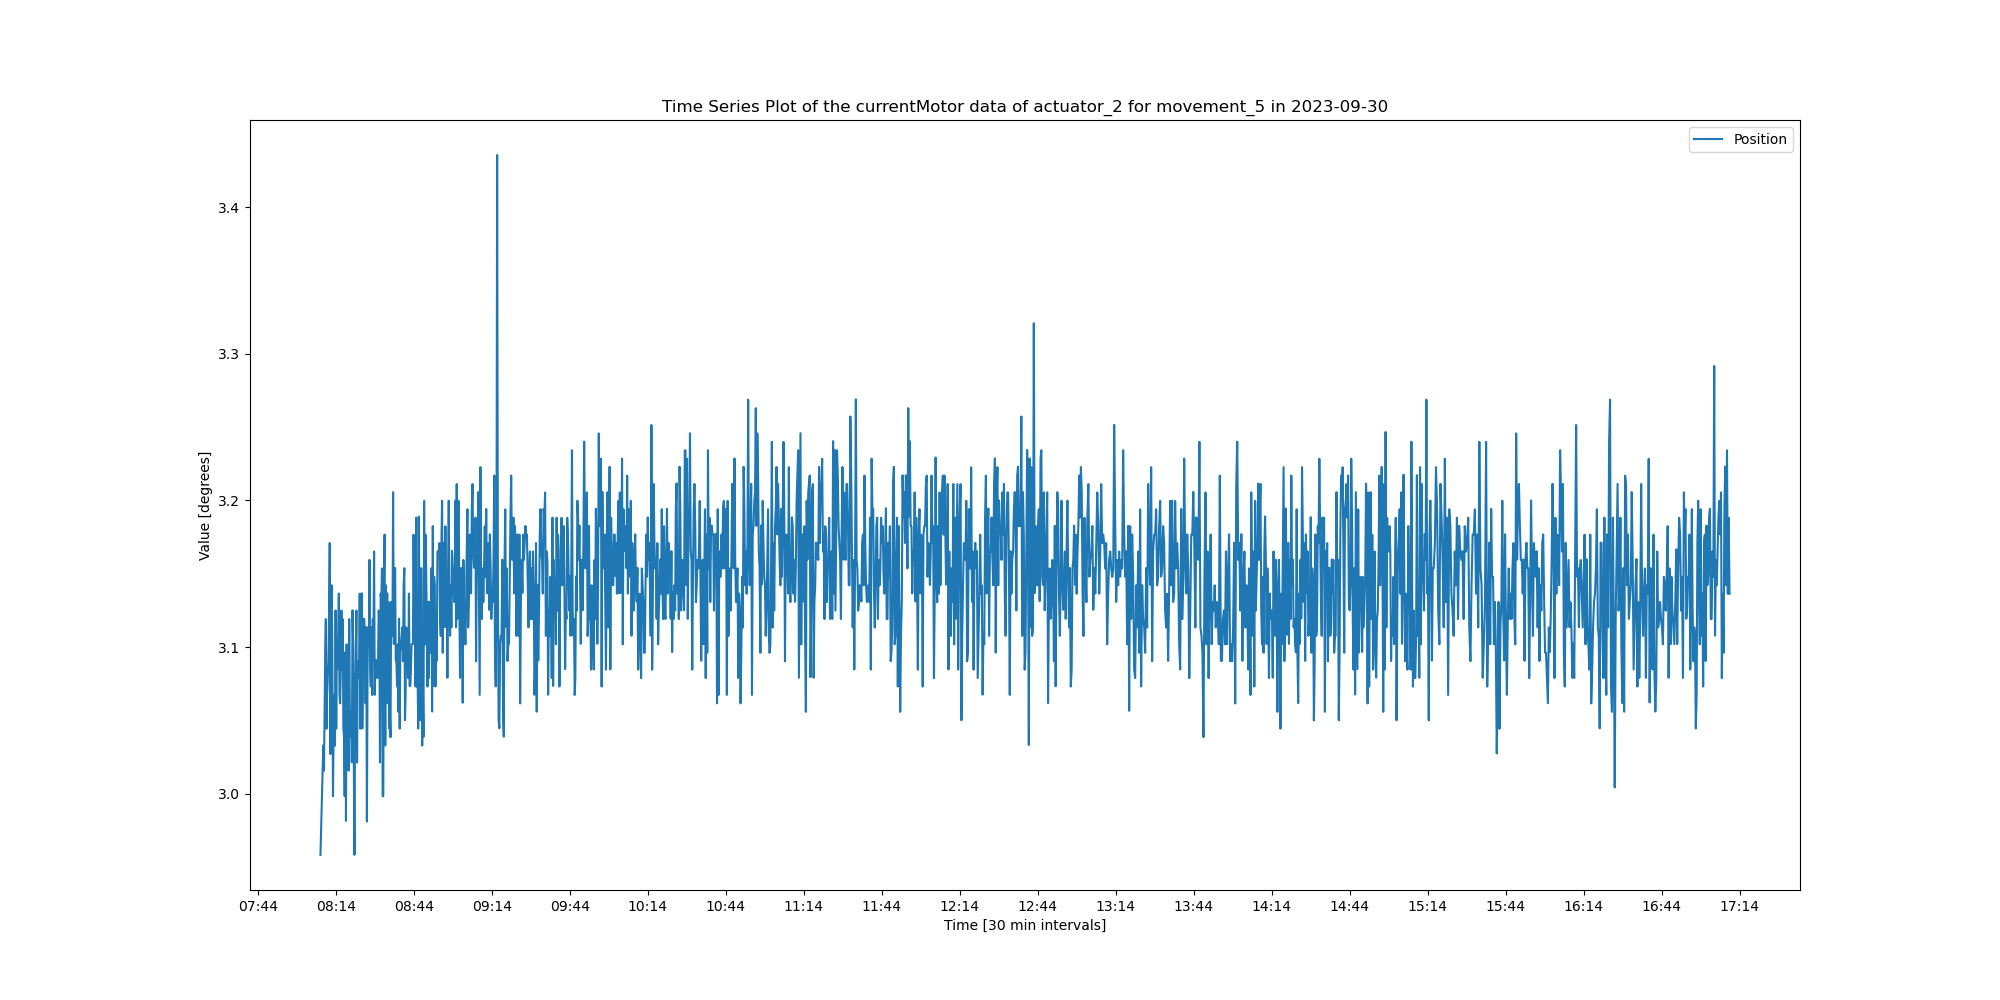 Time Series Plot of the currentMotor data of actuator_2 for movement_5 in 2023-09-30
Position
3.4
3.3
3.2
3.1
3.0
Value [degrees]
07:44 08:14 08:44 09:14 09:44 10:14 10:44 11:14 11:44 12:14 12:44 13:14 13:44 14:14 14:44 15:14 15:44 16:14 16:44 17:14
Time [30 min intervals]